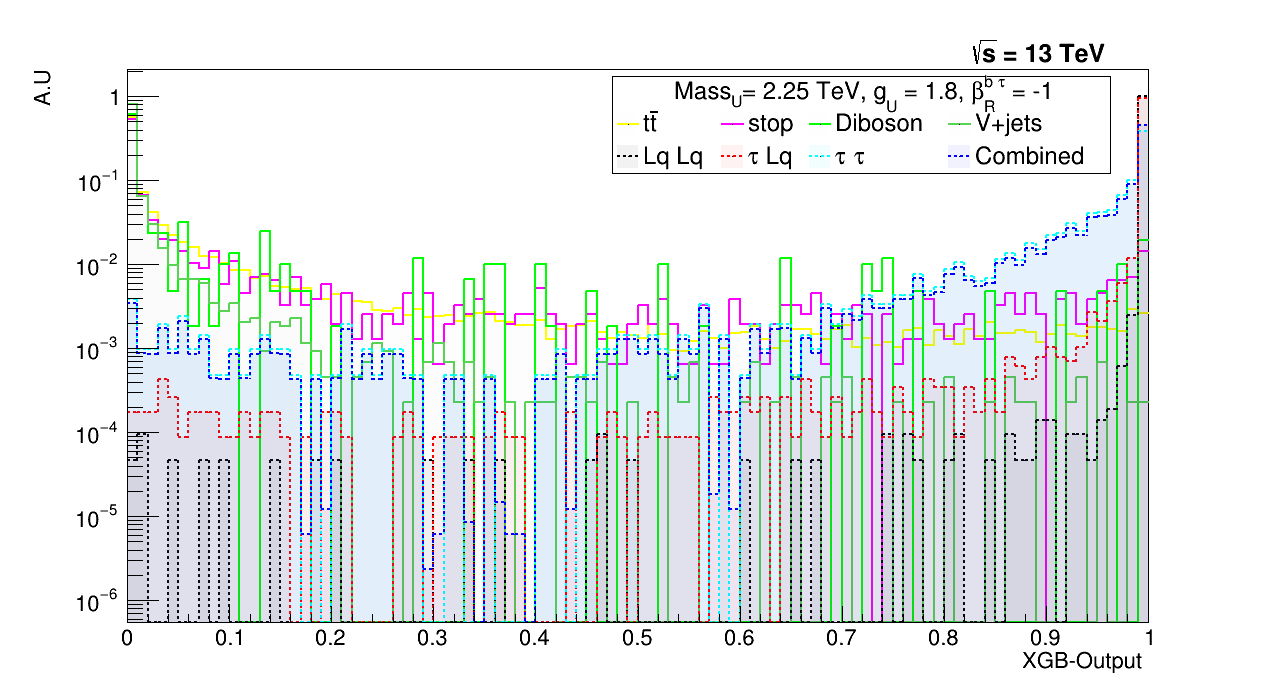 √s = 13 TeV
A.U
Mass_U= 2.25 TeV, g_U = 1.8, β_R^{b τ} = -1
tt̄ stop Diboson V+jets
Lq Lq τ Lq τ τ Combined
1
10⁻¹
10⁻²
10⁻³
10⁻⁴
10⁻⁵
10⁻⁶
0 0.1 0.2 0.3 0.4 0.5 0.6 0.7 0.8 0.9 1
XGB-Output